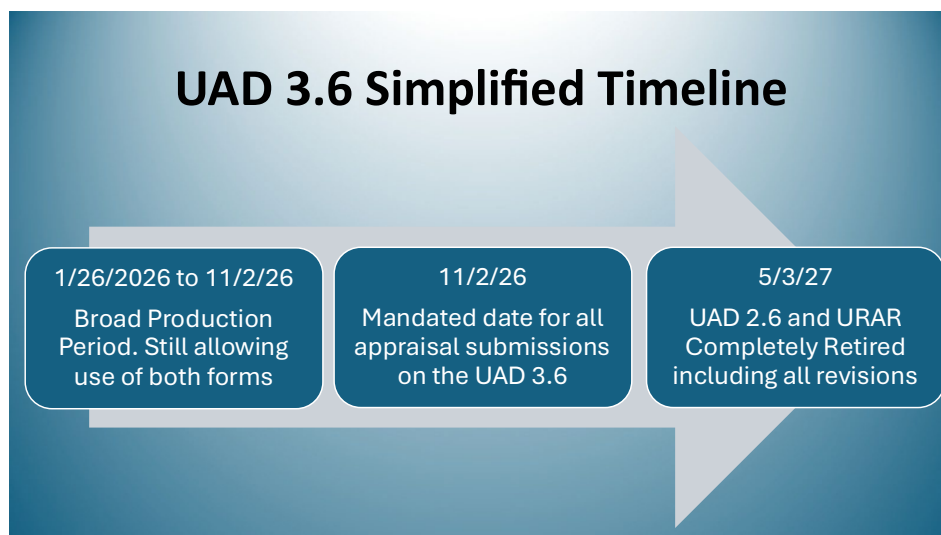 UAD 3.6 Simplified Timeline
1/26/2026 to 11/2/26
Broad Production
Period. Still allowing
use of both forms
11/2/26
Mandated date for all
appraisal submissions
on the UAD 3.6
5/3/27
UAD 2.6 and URAR
Completely Retired
including all revisions